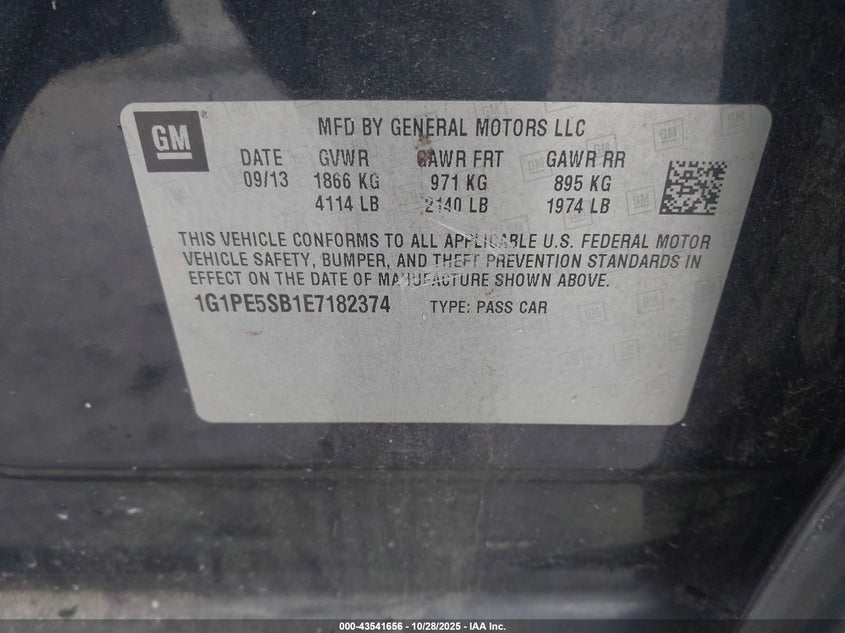 GM
MFD BY GENERAL MOTORS LLC
DATE GVWR GAWR FRT GAWR RR
09/13 1866 KG 971 KG 895 KG
4114 LB 2140 LB 1974 LB
THIS VEHICLE CONFORMS TO ALL APPLICABLE U.S. FEDERAL MOTOR
VEHICLE SAFETY, BUMPER, AND THEFT PREVENTION STANDARDS IN
EFFECT ON THE DATE OF MANUFACTURE SHOWN ABOVE.
1G1PE5SB1E7182374 TYPE: PASS CAR
000-43541656 - 10/28/2025 - IAA Inc.